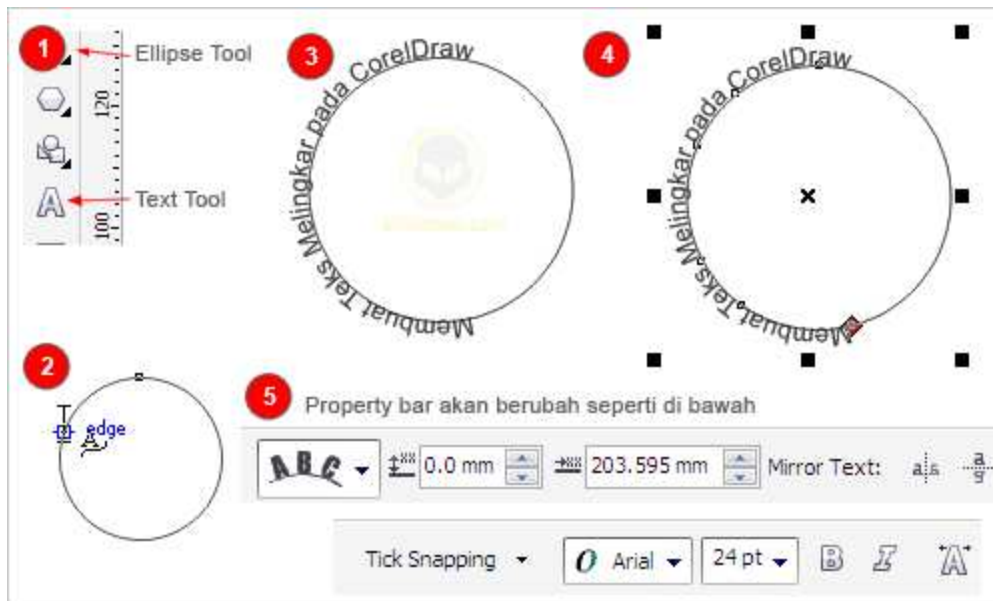 1
Ellipse Tool
120
Text Tool
100
3
Membuat Teks Melingkar pada CorelDraw
4
Membuat Teks Melingkar pada CorelDraw
2
edge
5
Property bar akan berubah seperti di bawah
ABC
0.0 mm
203.595 mm
Mirror Text:
Tick Snapping
O Arial
24 pt
B
I
A